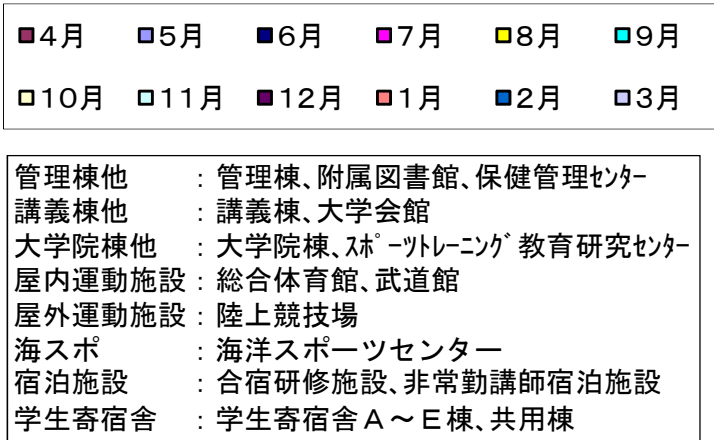 ■4月 ■5月 ■6月 ■7月 ■8月 ■9月
■10月 ■11月 ■12月 ■1月 ■2月 ■3月
管理棟他 : 管理棟、附属図書館、保健管理ｾﾝﾀｰ
講義棟他 : 講義棟、大学会館
大学院棟他 : 大学院棟、ｽﾎﾟｰﾂﾄﾚｰﾆﾝｸﾞ教育研究ｾﾝﾀｰ
屋内運動施設 : 総合体育館、武道館
屋外運動施設 : 陸上競技場
海スポ : 海洋スポーツセンター
宿泊施設 : 合宿研修施設、非常勤講師宿泊施設
学生寄宿舎 : 学生寄宿舎A～E棟、共用棟